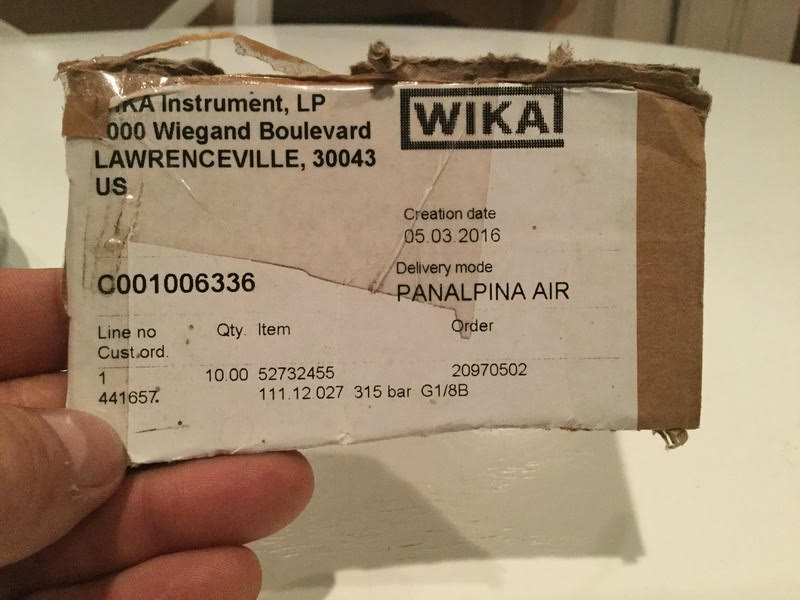 Instrument, LP
000 Wiegand Boulevard
LAWRENCEVILLE, 30043
US
WIKA
Creation date
05.03.2016
Delivery mode
PANALPINA AIR
C001006336
Line no Qty. Item Order
Cust.ord.
1 10.00 52732455 20970502
441657. 111.12 027 315 bar G1/8B